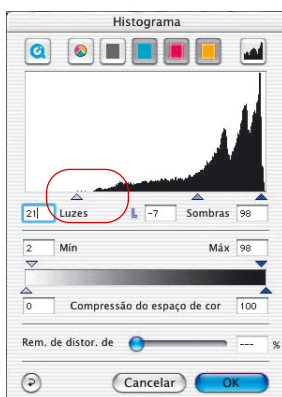 Histograma
21 Luzes L -7 Sombras 98
2 Mín Máx 98
0 Compressão do espaço de cor 100
Rem. de distor. de --- %
Cancelar OK